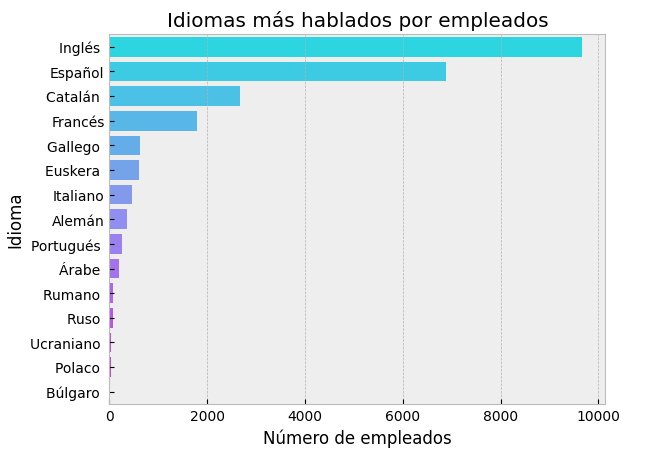 Idiomas más hablados por empleados
Inglés
Español
Catalán
Francés
Gallego
Euskera
Italiano
Alemán
Portugués
Árabe
Rumano
Ruso
Ucraniano
Polaco
Búlgaro
Idioma
0 2000 4000 6000 8000 10000
Número de empleados